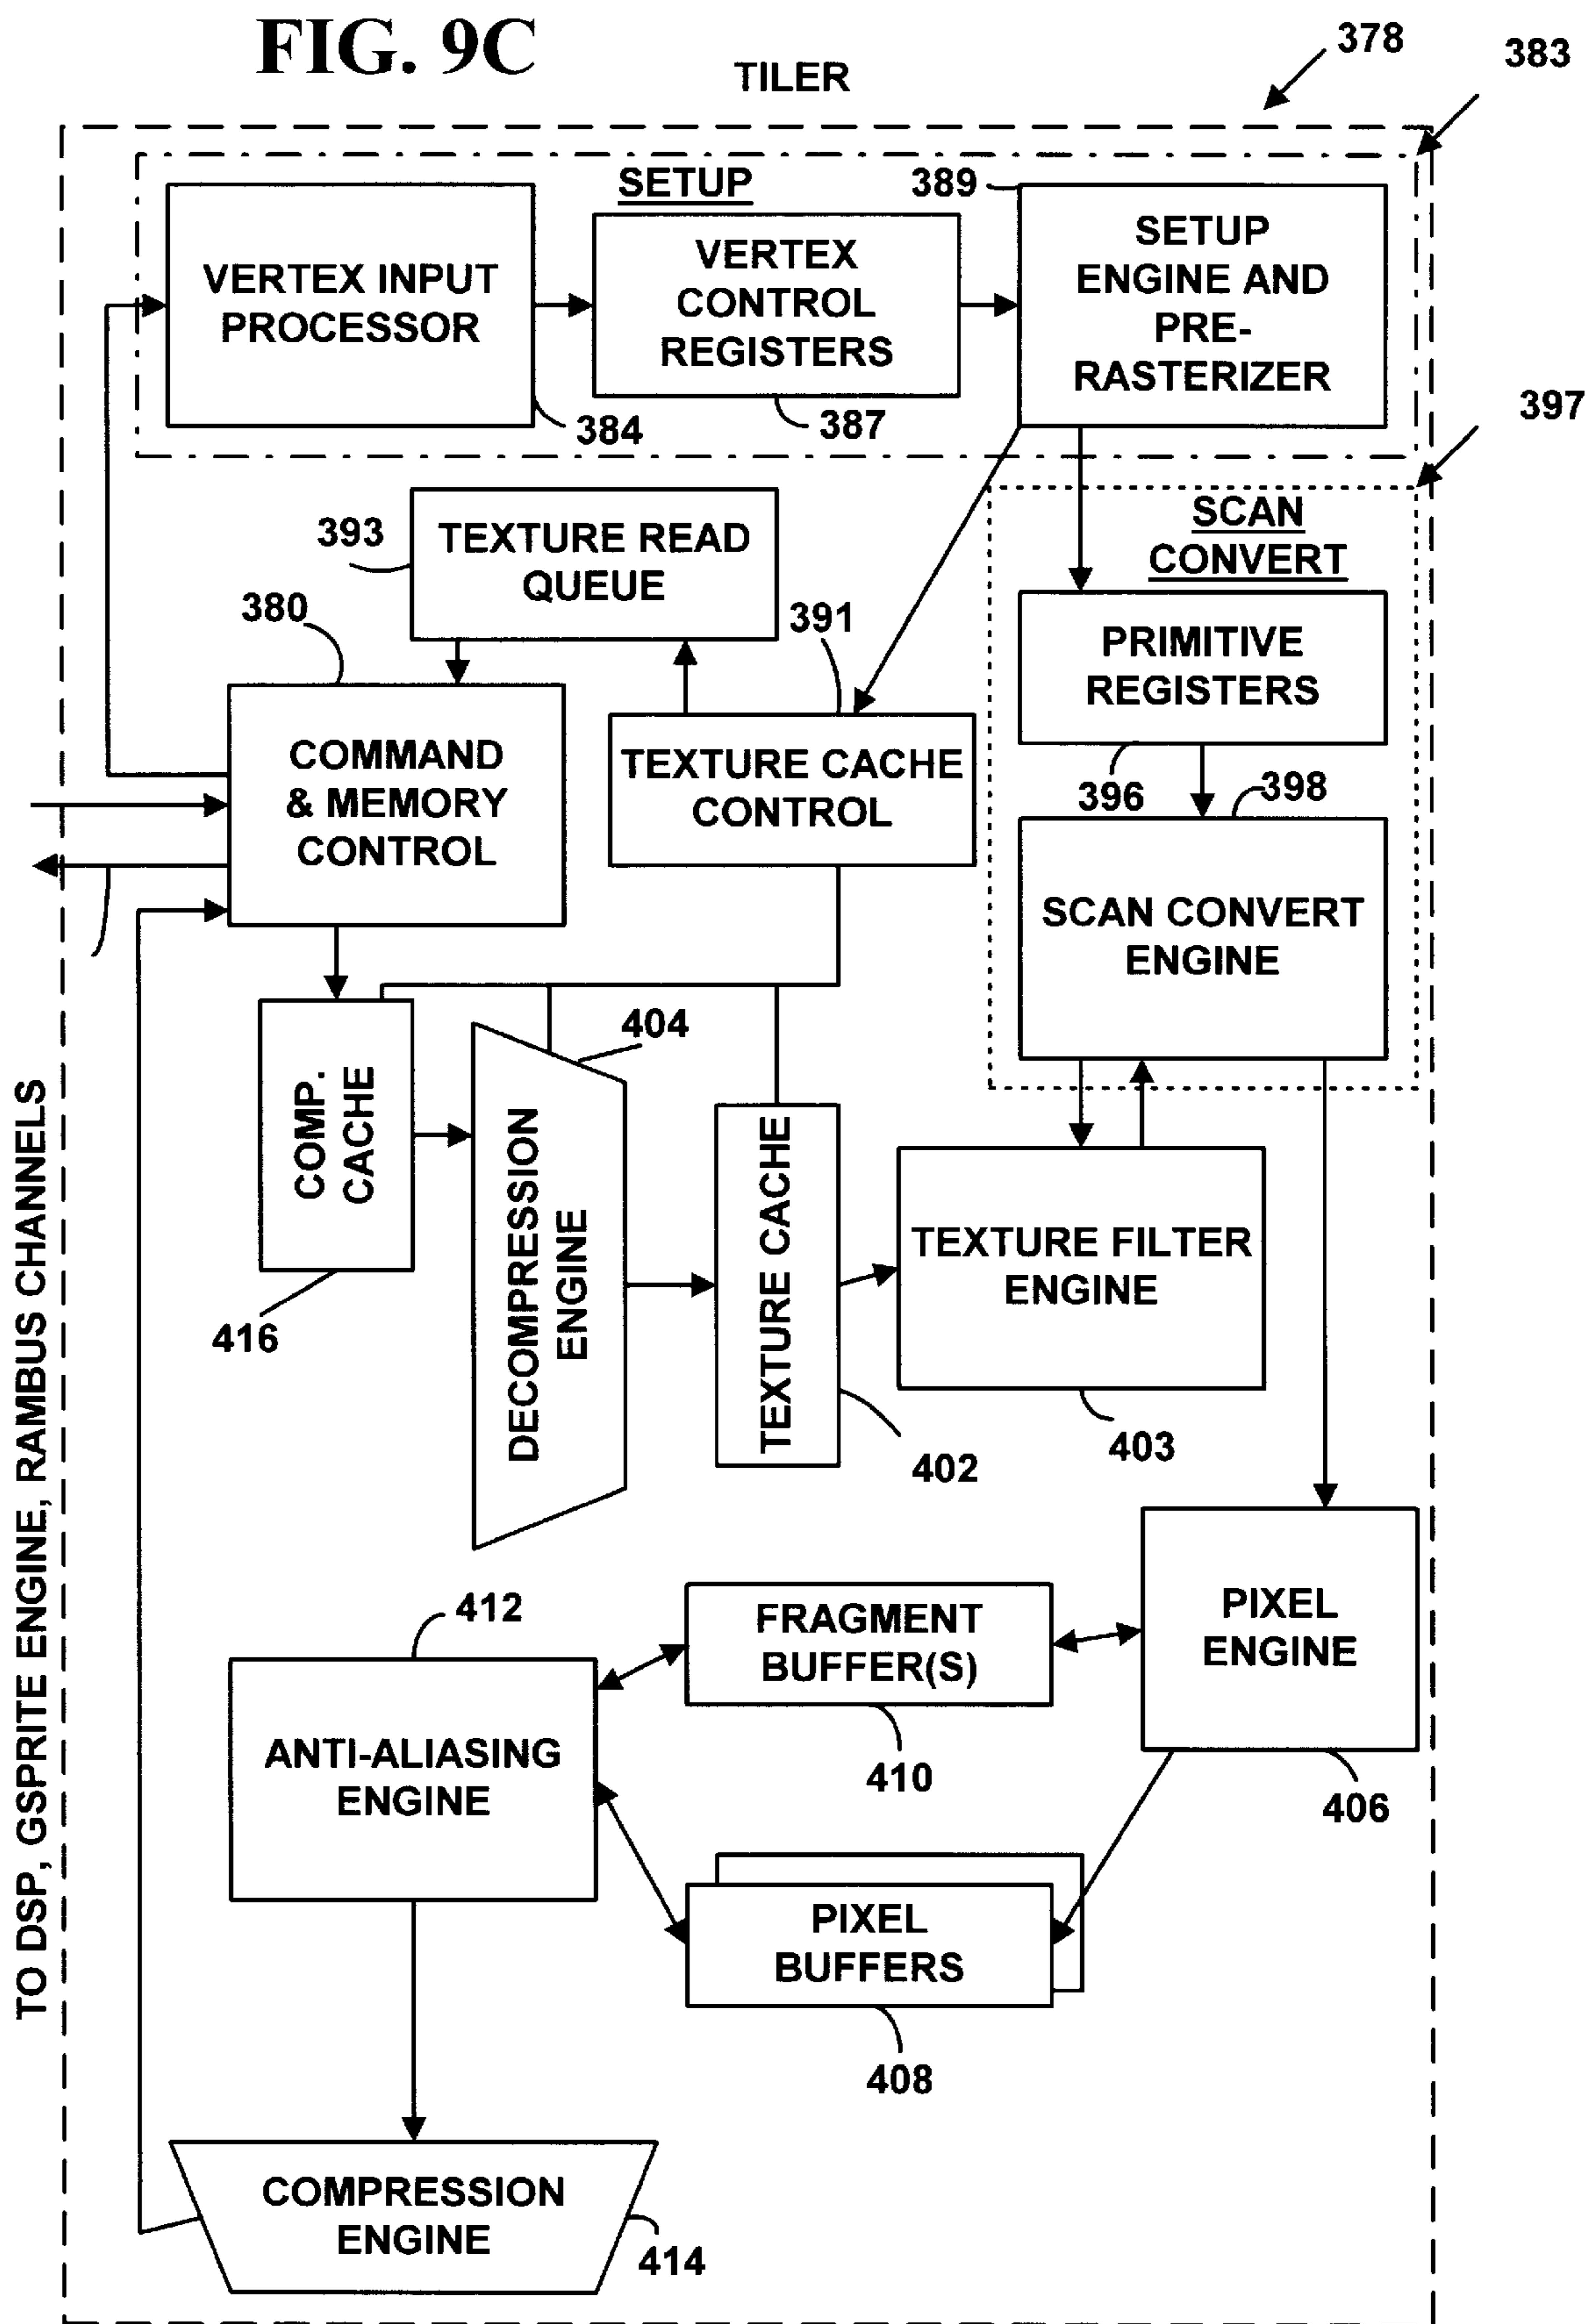 FIG. 9C
TILER
378
383
SETUP
389
VERTEX INPUT
PROCESSOR
384
VERTEX
CONTROL
REGISTERS
387
SETUP
ENGINE AND
PRE-
RASTERIZER
397
393
TEXTURE READ
QUEUE
SCAN
CONVERT
380
391
PRIMITIVE
REGISTERS
396
COMMAND
& MEMORY
CONTROL
TEXTURE CACHE
CONTROL
398
SCAN CONVERT
ENGINE
404
COMP.
CACHE
416
DECOMPRESSION
ENGINE
TEXTURE CACHE
402
TEXTURE FILTER
ENGINE
403
TO DSP, GSPRITE ENGINE, RAMBUS CHANNELS
412
FRAGMENT
BUFFER(S)
410
PIXEL
ENGINE
406
ANTI-ALIASING
ENGINE
PIXEL
BUFFERS
408
COMPRESSION
ENGINE
414